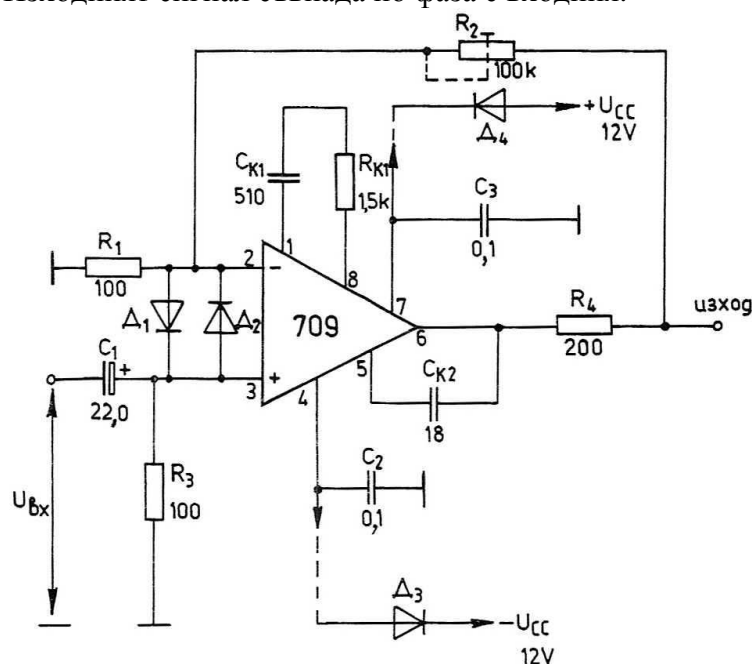 Изходният сигнал съвпада по фаза с входния.
R2
100k
+UCC
12V
Д4
CK1
510
RK1
1,5k
C3
0,1
R1
100
1
2
8
7
Д1
Д2
709
6
R4
200
изход
C1
+
22,0
3
4
5
CK2
18
R3
100
Uвх
C2
0,1
Д3
-UCC
12V